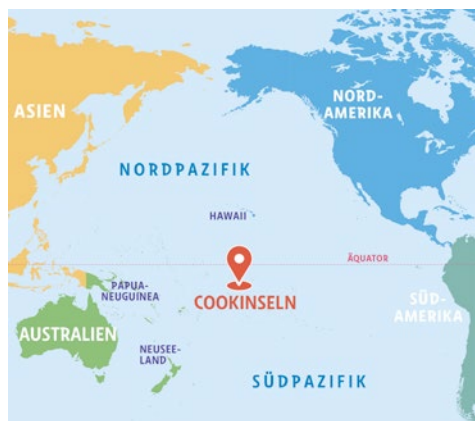 ASIEN
NORD-
AMERIKA
NORDPAZIFIK
HAWAII
ÄQUATOR
PAPUA-
NEUGUINEA
COOKINSELN
SÜD-
AMERIKA
AUSTRALIEN
NEUSEE-
LAND
SÜDPAZIFIK